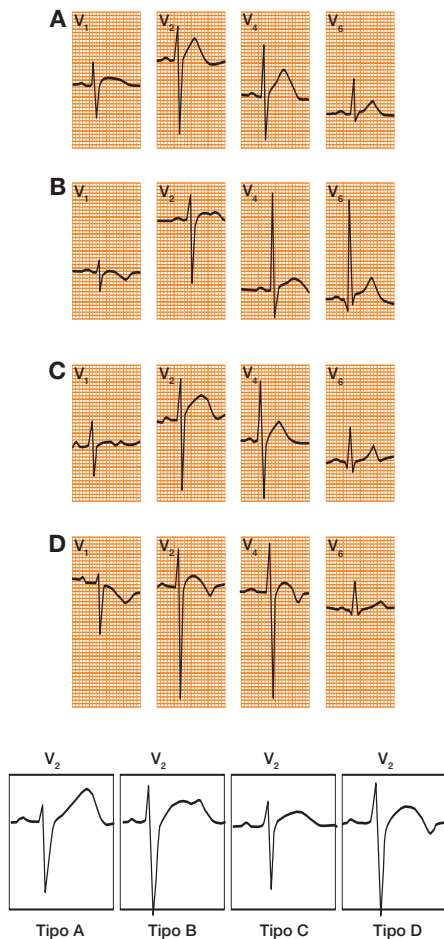 A V1 V2 V4 V6
B V1 V2 V4 V6
C V1 V2 V4 V6
D V1 V2 V4 V6
V2 V2 V2 V2
Tipo A Tipo B Tipo C Tipo D